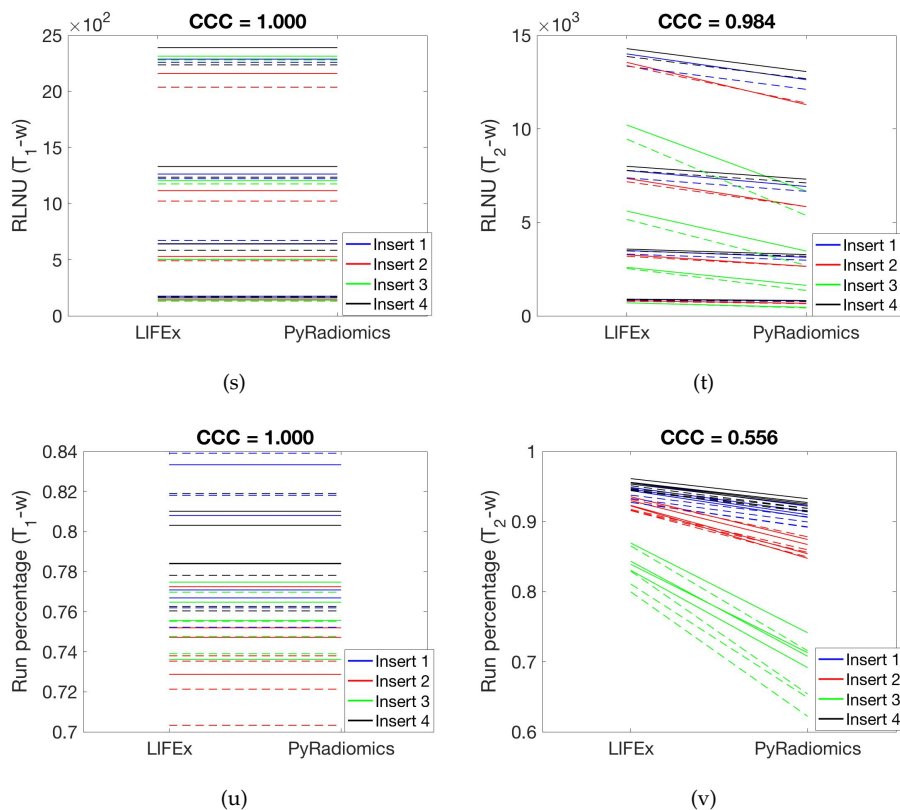 CCC = 1.000
×10²
25
20
15
10
5
0
RLNU (T₁-w)
LIFEx
PyRadiomics
Insert 1
Insert 2
Insert 3
Insert 4
(s)
CCC = 0.984
×10³
15
10
5
0
RLNU (T₂-w)
LIFEx
PyRadiomics
Insert 1
Insert 2
Insert 3
Insert 4
(t)
CCC = 1.000
0.84
0.82
0.8
0.78
0.76
0.74
0.72
0.7
Run percentage (T₁-w)
LIFEx
PyRadiomics
Insert 1
Insert 2
Insert 3
Insert 4
(u)
CCC = 0.556
1
0.9
0.8
0.7
0.6
Run percentage (T₂-w)
LIFEx
PyRadiomics
Insert 1
Insert 2
Insert 3
Insert 4
(v)